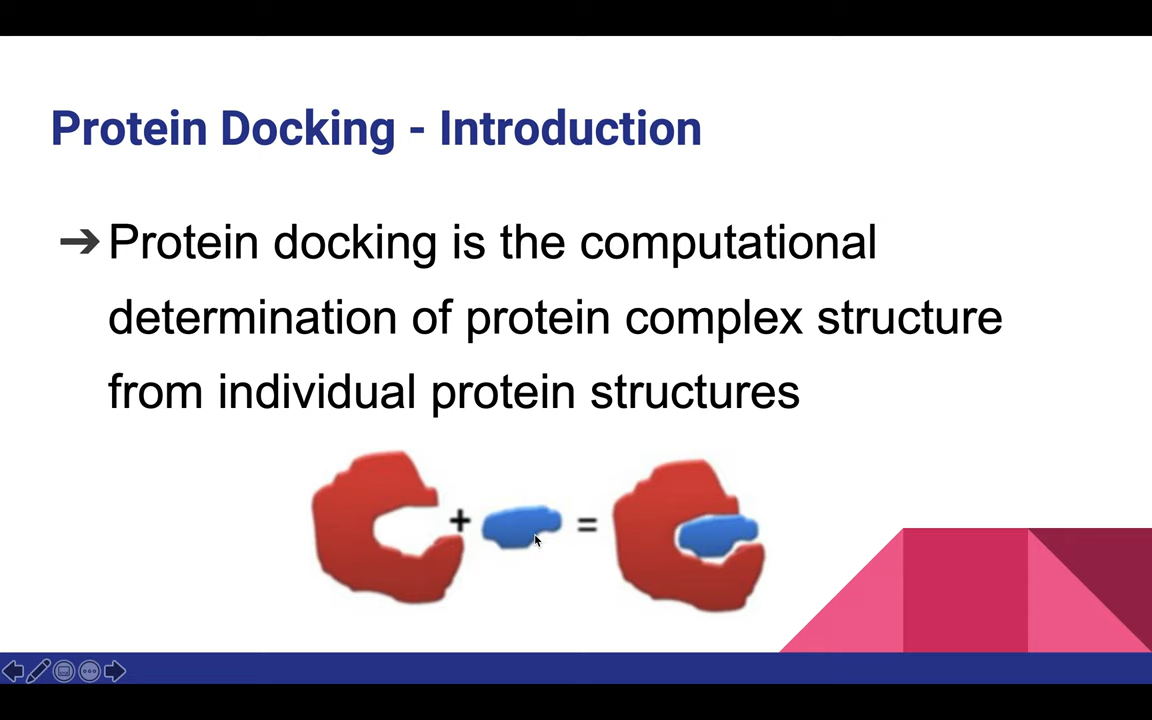 Protein Docking - Introduction
➔ Protein docking is the computational
determination of protein complex structure
from individual protein structures
+ =